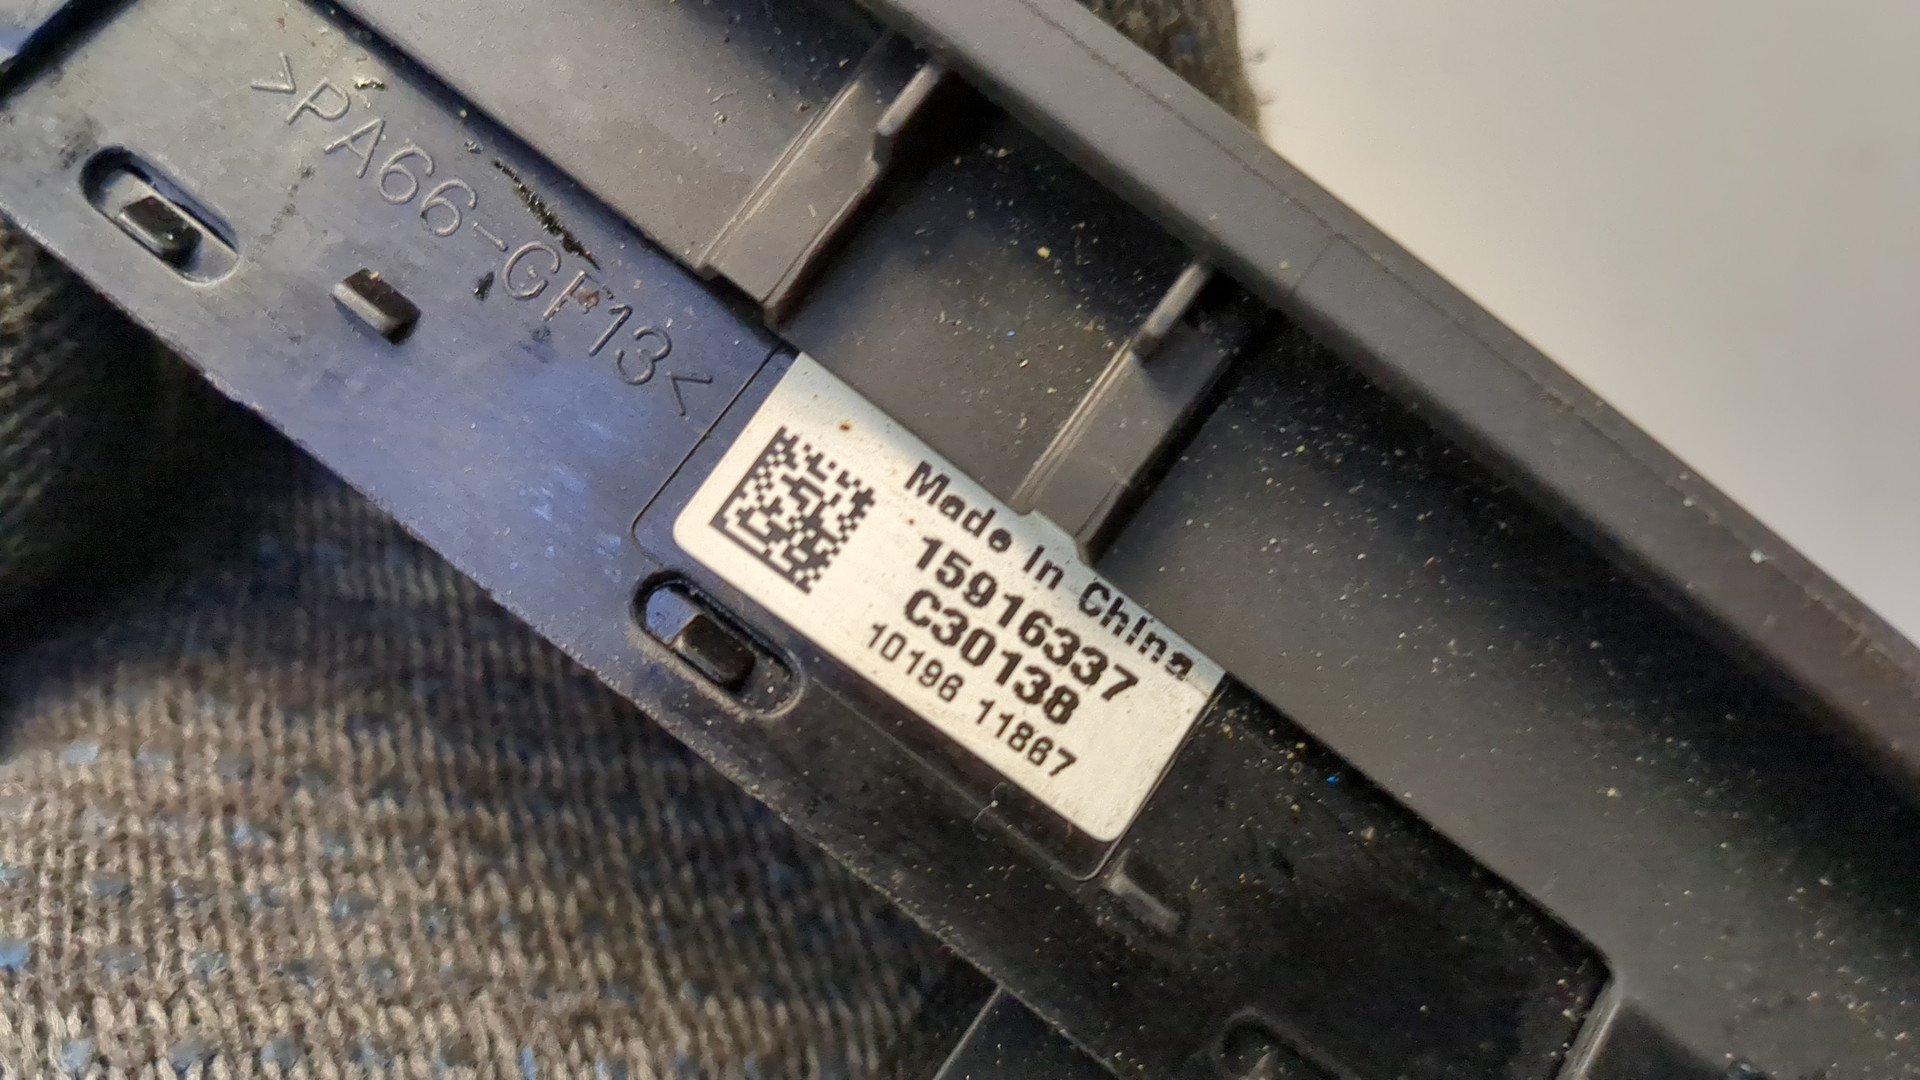 >PA66-GF13<
Made in China
15916337
C30138
10196 11867